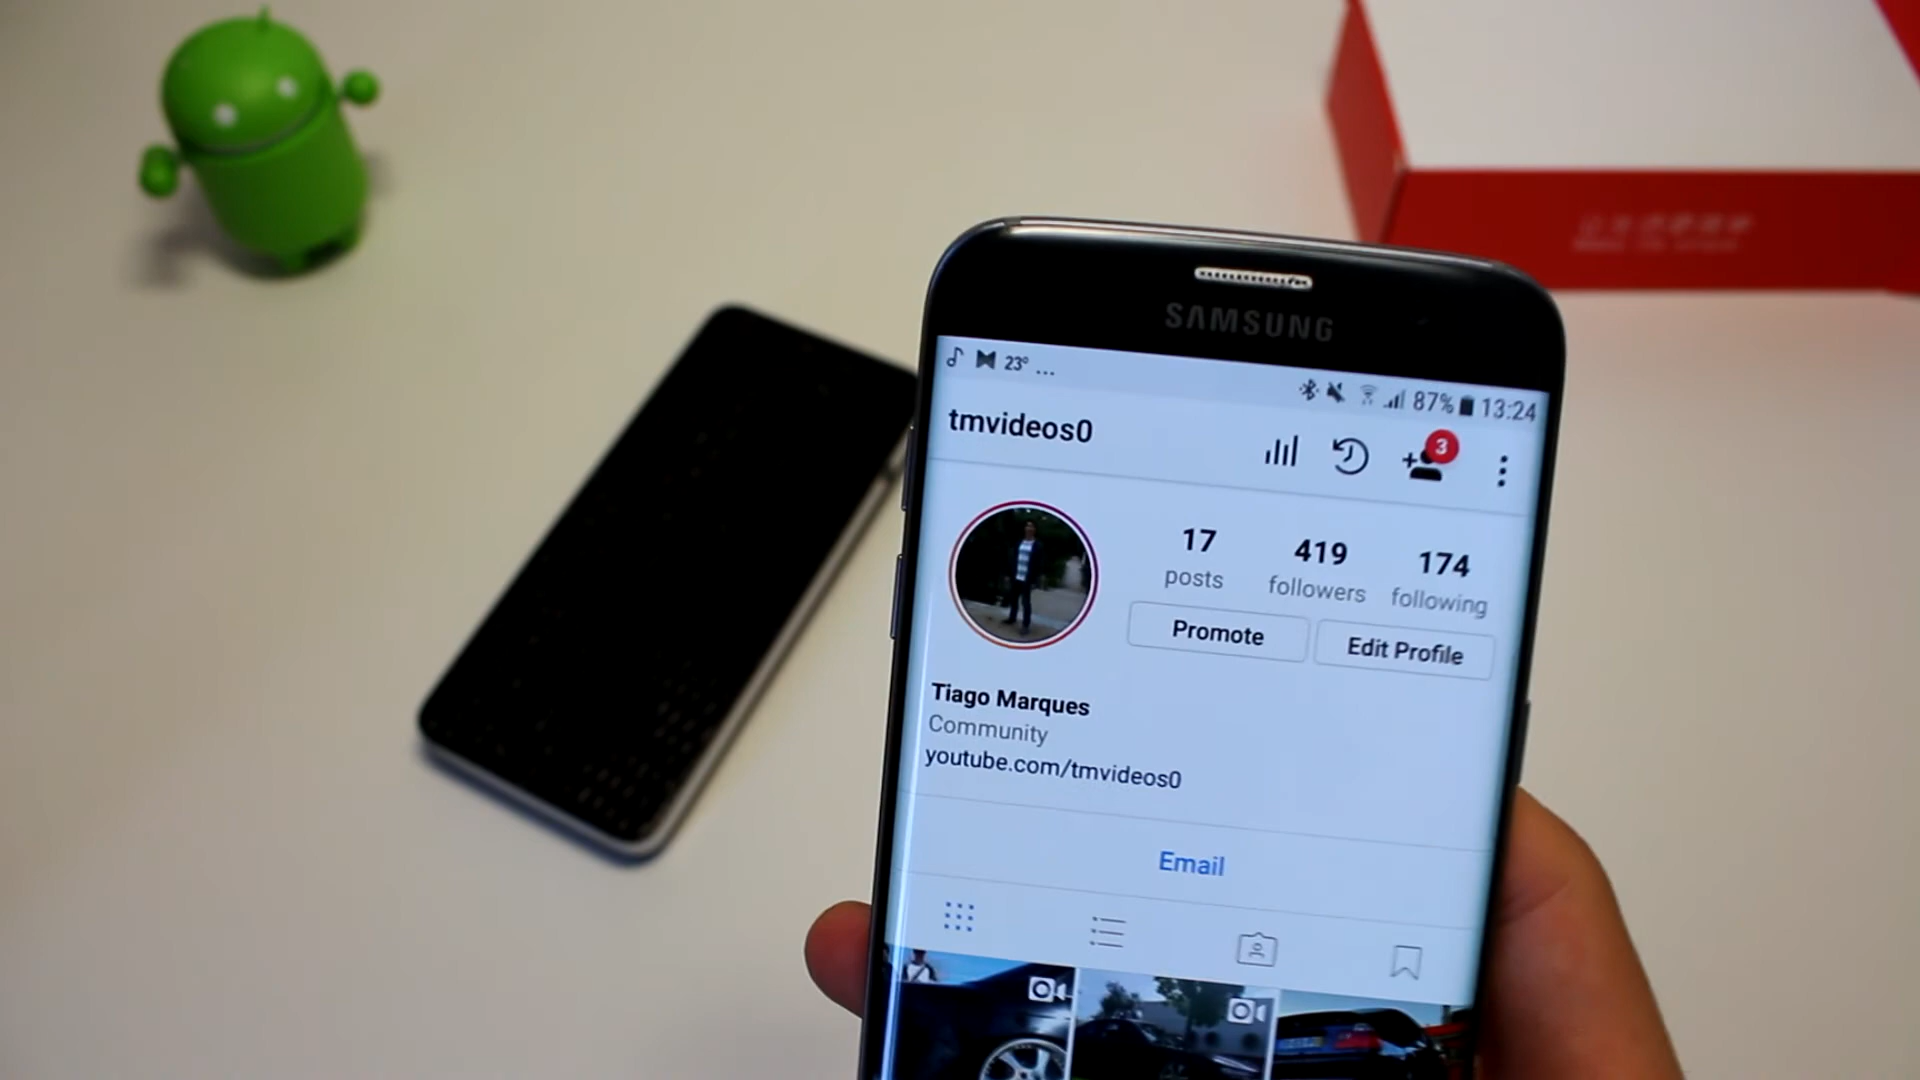 SAMSUNG
23° ...
87% 13:24
tmvideos0
3
17 419 174
posts followers following
Promote Edit Profile
Tiago Marques
Community
youtube.com/tmvideos0
Email